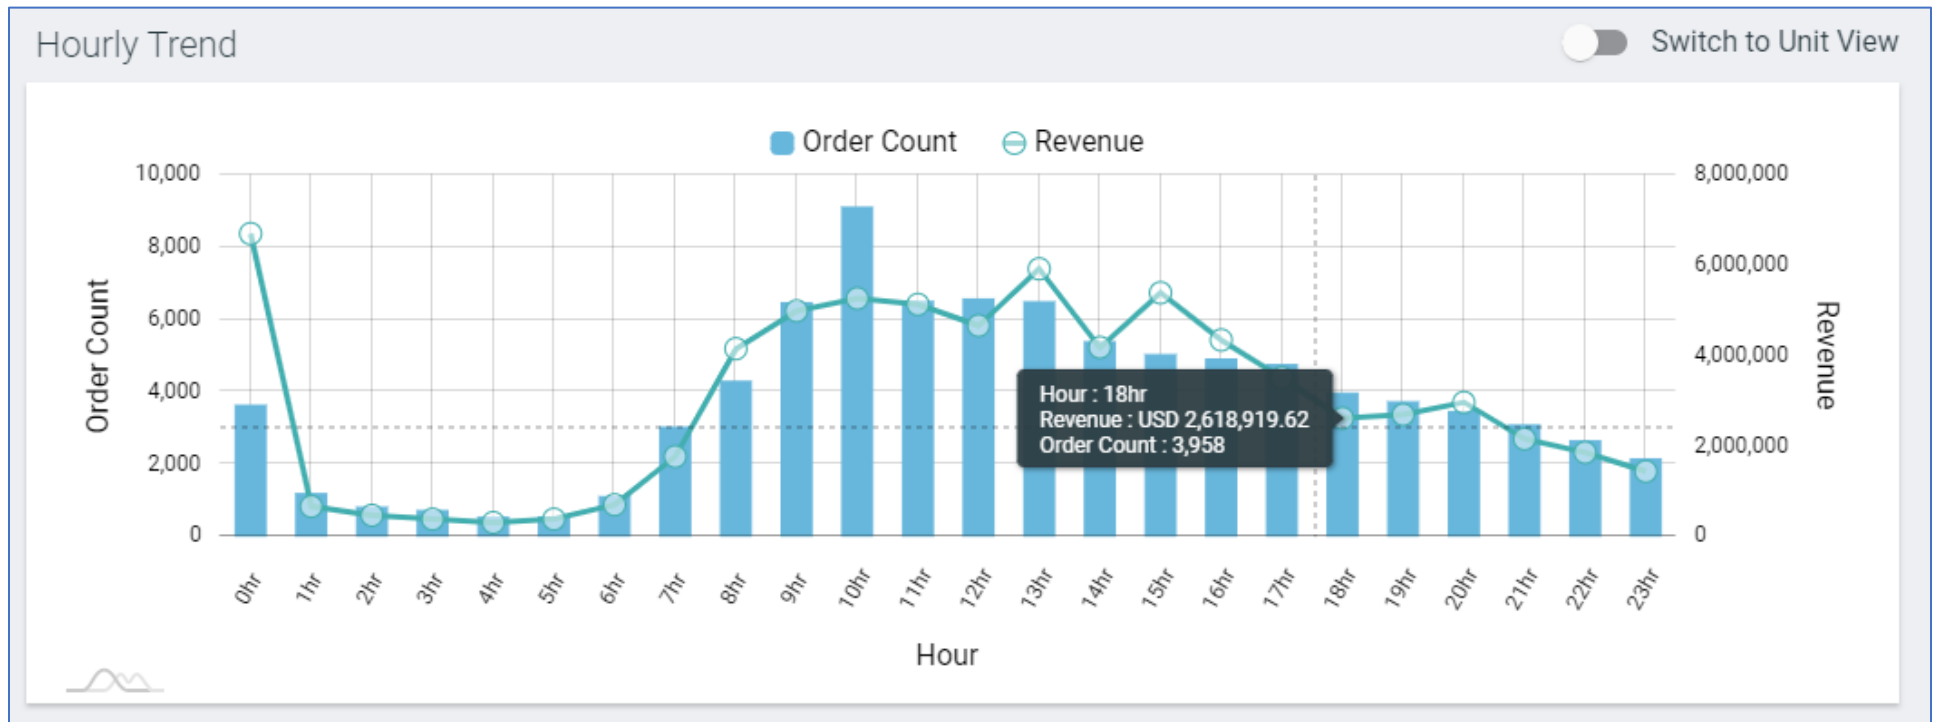 Hourly Trend
Switch to Unit View
Order Count
Revenue
10,000
8,000
6,000
4,000
2,000
0
Order Count
8,000,000
6,000,000
4,000,000
2,000,000
0
Revenue
Hour : 18hr
Revenue : USD 2,618,919.62
Order Count : 3,958
0hr
1hr
2hr
3hr
4hr
5hr
6hr
7hr
8hr
9hr
10hr
11hr
12hr
13hr
14hr
15hr
16hr
17hr
18hr
19hr
20hr
21hr
22hr
23hr
Hour